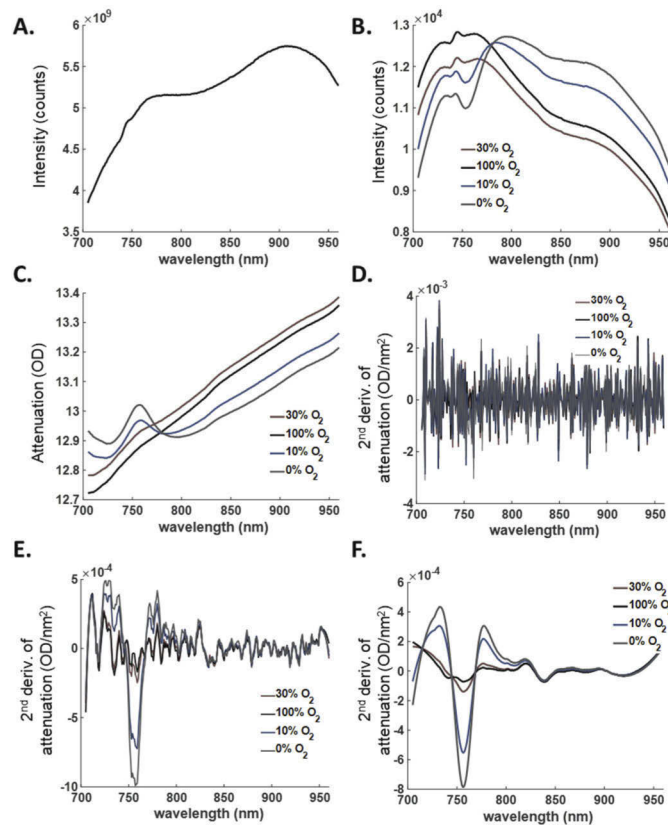 A.
×10⁹
6
5.5
5
4.5
4
3.5
Intensity (counts)
700 750 800 850 900 950
wavelength (nm)
B.
×10⁴
1.3
1.2
1.1
1
0.9
0.8
Intensity (counts)
30% O₂
100% O₂
10% O₂
0% O₂
700 750 800 850 900 950
wavelength (nm)
C.
13.4
13.3
13.2
13.1
13
12.9
12.8
12.7
Attenuation (OD)
30% O₂
100% O₂
10% O₂
0% O₂
700 750 800 850 900 950
wavelength (nm)
D.
×10⁻³
4
2
0
-2
-4
2ⁿᵈ deriv. of
attenuation (OD/nm²)
30% O₂
100% O₂
10% O₂
0% O₂
700 750 800 850 900 950
wavelength (nm)
E.
×10⁻⁴
5
0
-5
-10
2ⁿᵈ deriv. of
attenuation (OD/nm²)
30% O₂
100% O₂
10% O₂
0% O₂
700 750 800 850 900 950
wavelength (nm)
F.
×10⁻⁴
6
4
2
0
-2
-4
-6
-8
2ⁿᵈ deriv. of
attenuation (OD/nm²)
30% O₂
100% O
10% O₂
0% O₂
700 750 800 850 900 950
wavelength (nm)